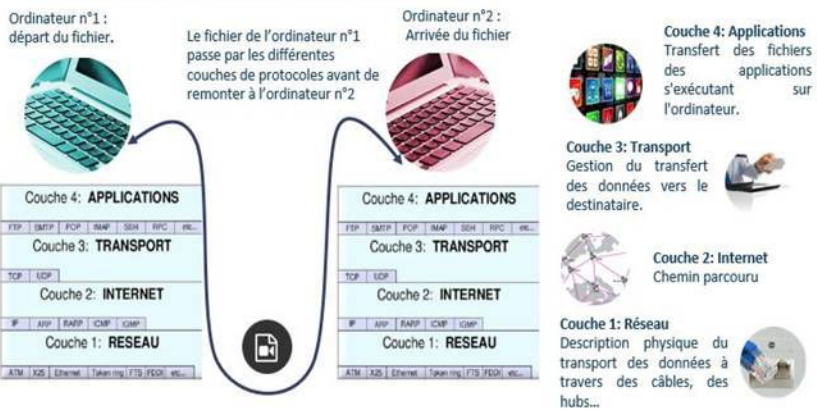 Ordinateur n°1 :
départ du fichier.
Le fichier de l'ordinateur n°1
passe par les différentes
couches de protocoles avant de
remonter à l'ordinateur n°2
Ordinateur n°2 :
Arrivée du fichier
Couche 4: APPLICATIONS
FTP SMTP POP IMAP SSH RPC etc...
Couche 3: TRANSPORT
TCP UDP
Couche 2: INTERNET
IP ARP RARP ICMP IGMP
Couche 1: RESEAU
ATM X25 Ethernet Token ring FTS FDDI etc...
Couche 4: APPLICATIONS
FTP SMTP POP IMAP SSH RPC etc...
Couche 3: TRANSPORT
TCP UDP
Couche 2: INTERNET
IP ARP RARP ICMP IGMP
Couche 1: RESEAU
ATM X25 Ethernet Token ring FTS FDDI etc...
Couche 4: Applications
Transfert des fichiers
des applications
s'exécutant sur
l'ordinateur.
Couche 3: Transport
Gestion du transfert
des données vers le
destinataire.
Couche 2: Internet
Chemin parcouru
Couche 1: Réseau
Description physique du
transport des données à
travers des câbles, des
hubs...